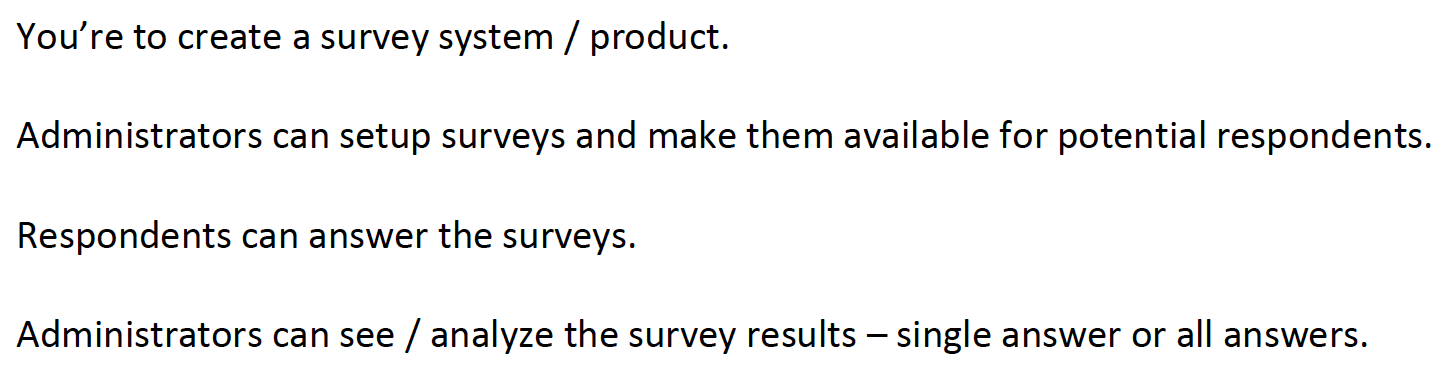 You’re to create a survey system / product.
Administrators can setup surveys and make them available for potential respondents.
Respondents can answer the surveys.
Administrators can see / analyze the survey results – single answer or all answers.